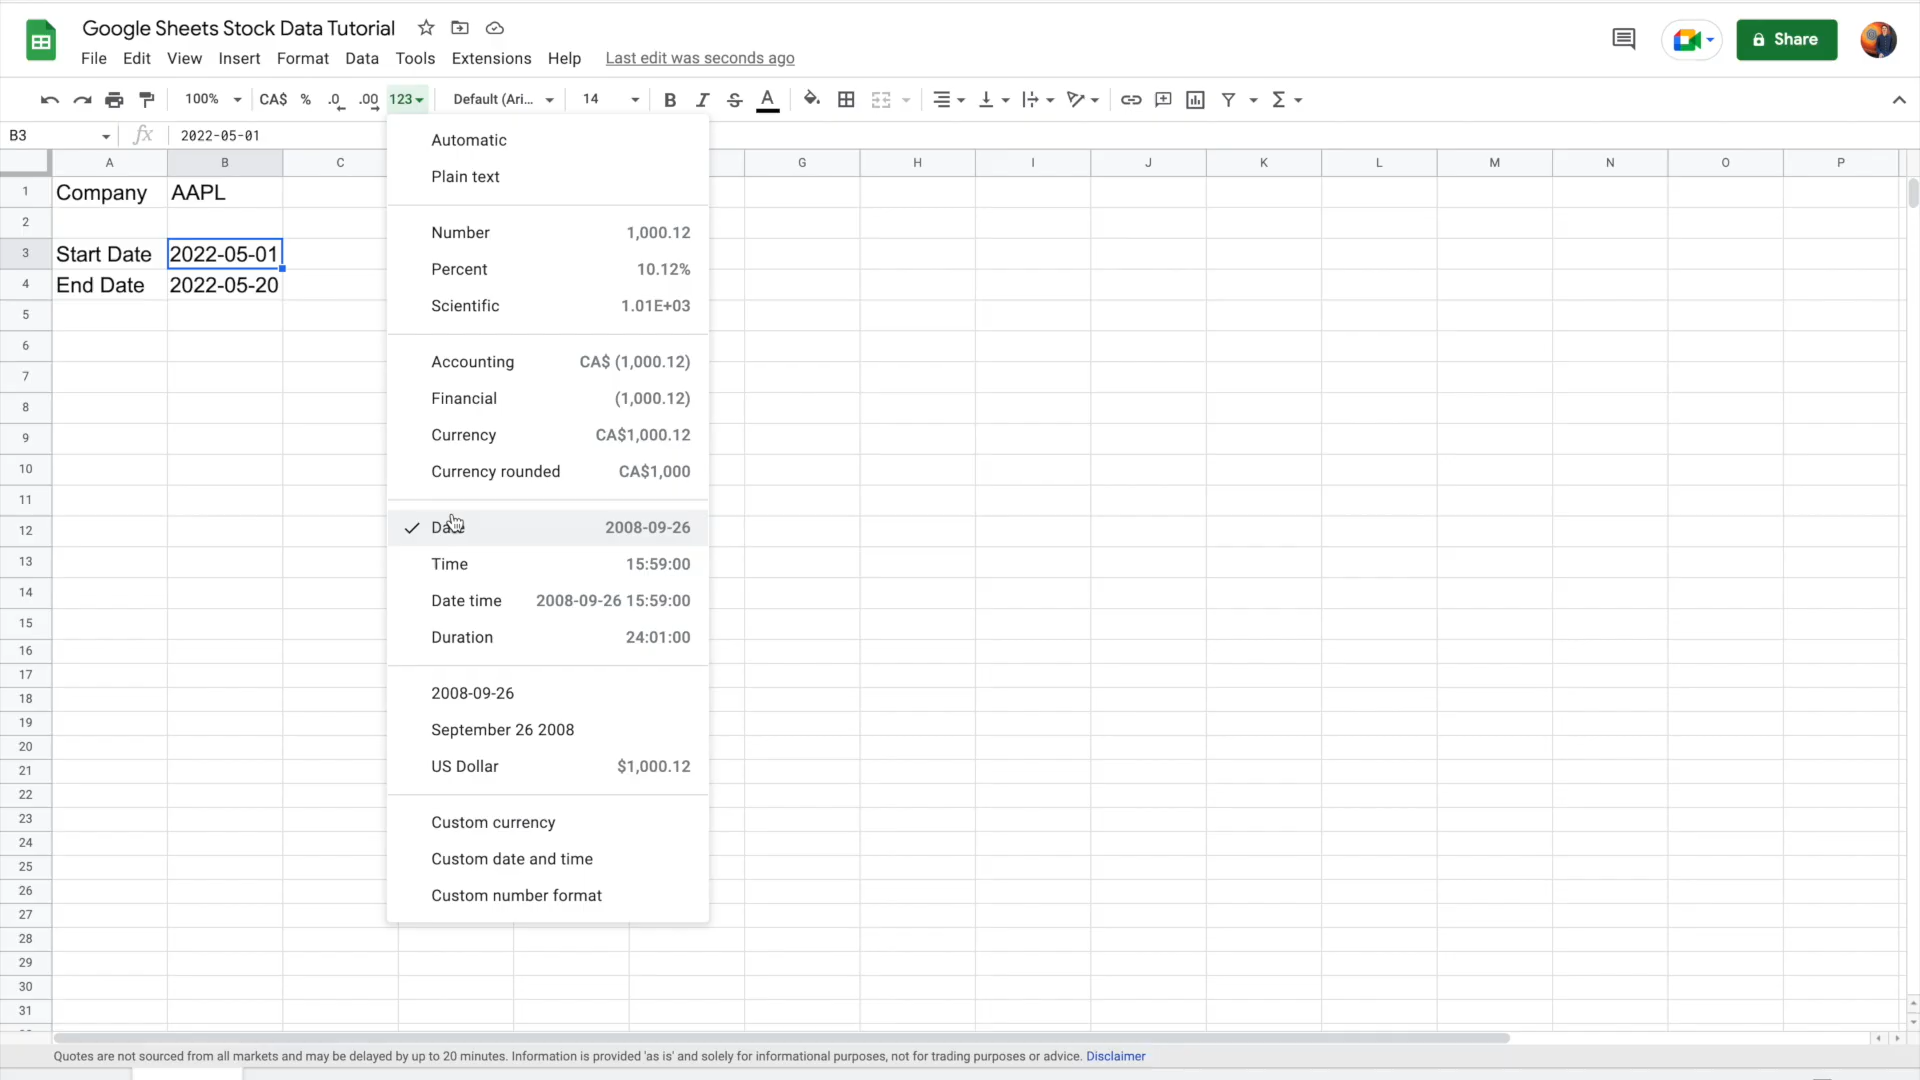 Google Sheets Stock Data Tutorial
File Edit View Insert Format Data Tools Extensions Help Last edit was seconds ago
Share
100% CA$ % .0 .00 123 Default (Ari... 14 B I S A
B3 fx 2022-05-01
A B C G H I J K L M N O P
1 Company AAPL
2
3 Start Date 2022-05-01
4 End Date 2022-05-20
5
6
7
8
9
10
11
12
13
14
15
16
17
18
19
20
21
22
23
24
25
26
27
28
29
30
31
Automatic
Plain text
Number 1,000.12
Percent 10.12%
Scientific 1.01E+03
Accounting CA$ (1,000.12)
Financial (1,000.12)
Currency CA$1,000.12
Currency rounded CA$1,000
Date 2008-09-26
Time 15:59:00
Date time 2008-09-26 15:59:00
Duration 24:01:00
2008-09-26
September 26 2008
US Dollar $1,000.12
Custom currency
Custom date and time
Custom number format
Quotes are not sourced from all markets and may be delayed by up to 20 minutes. Information is provided 'as is' and solely for informational purposes, not for trading purposes or advice. Disclaimer